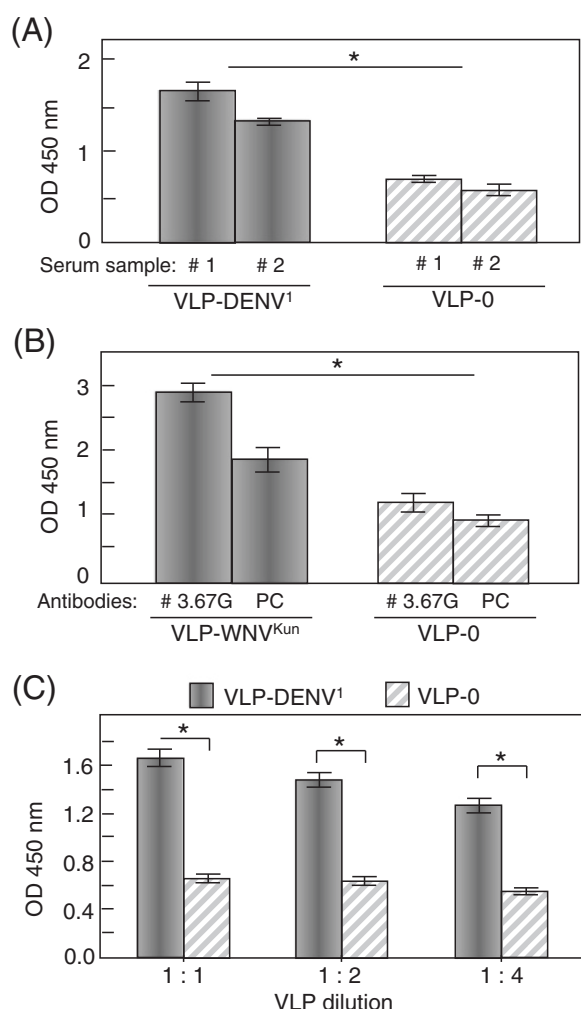 (A)
OD 450 nm
2
1
0
*
Serum sample: # 1 # 2 # 1 # 2
VLP-DENV¹ VLP-0
(B)
OD 450 nm
3
2
1
0
*
Antibodies: # 3.67G PC # 3.67G PC
VLP-WNVᴷᵘⁿ VLP-0
(C)
VLP-DENV¹ VLP-0
OD 450 nm
1.6
1.2
0.8
0.4
0.0
* * *
1 : 1 1 : 2 1 : 4
VLP dilution